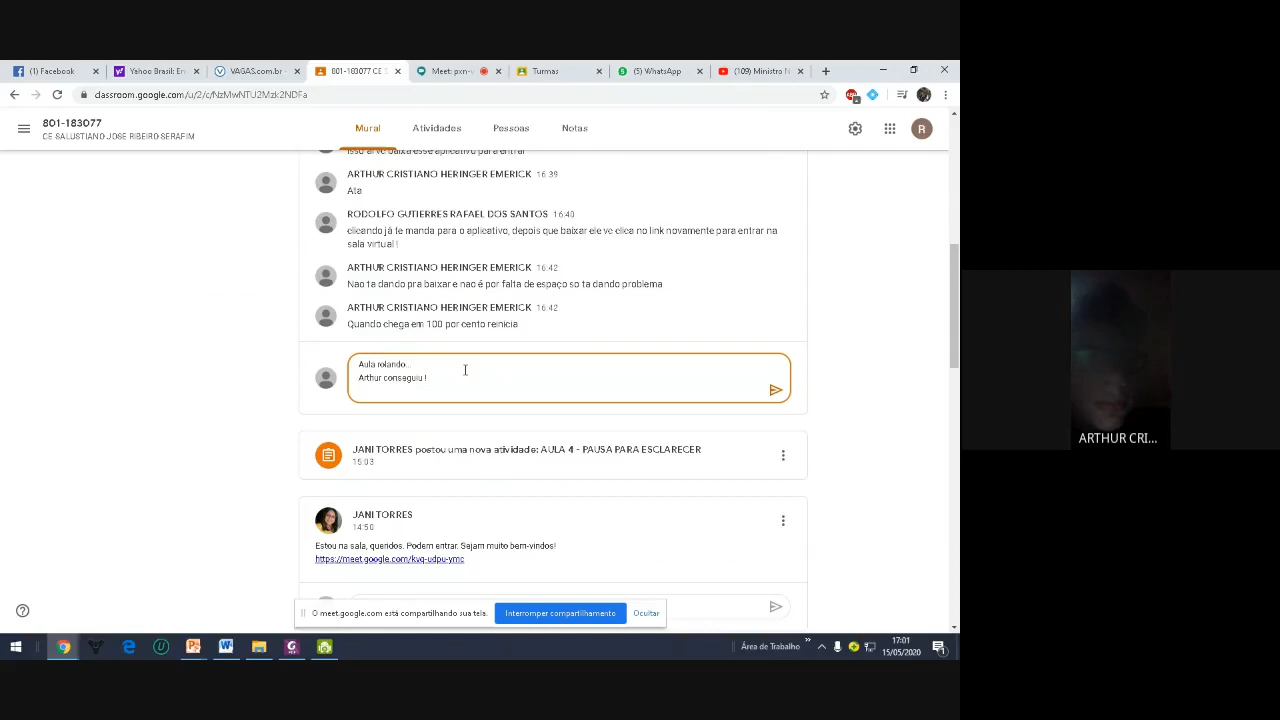 (1) Facebook
Yahoo Brasil: En
VAGAS.com.br -
801-183077 CE
Meet: pxn-
Turmas
(5) WhatsApp
(109) Ministro
classroom.google.com/u/2/c/NzMwNTU2Mzk2NDFa
801-183077
CE SALUSTIANO JOSE RIBEIRO SERAFIM
Mural
Atividades
Pessoas
Notas
R
isso aí vc baixa esse aplicativo para entrar
ARTHUR CRISTIANO HERINGER EMERICK 16:39
Ata
RODOLFO GUTIERRES RAFAEL DOS SANTOS 16:40
clicando já te manda para o aplicativo, depois que baixar ele vc clica no link novamente para entrar na
sala virtual !
ARTHUR CRISTIANO HERINGER EMERICK 16:42
Nao ta dando pra baixar e nao é por falta de espaço so ta dando problema
ARTHUR CRISTIANO HERINGER EMERICK 16:42
Quando chega em 100 por cento reinicia
Aula rolando...
Arthur conseguiu !
JANI TORRES postou uma nova atividade: AULA 4 - PAUSA PARA ESCLARECER
15:03
JANI TORRES
14:50
Estou na sala, queridos. Podem entrar. Sejam muito bem-vindos!
https://meet.google.com/kvq-udpu-ymc
O meet.google.com está compartilhando sua tela.
Interromper compartilhamento
Ocultar
Área de Trabalho
17:01
15/05/2020
ARTHUR CRI...